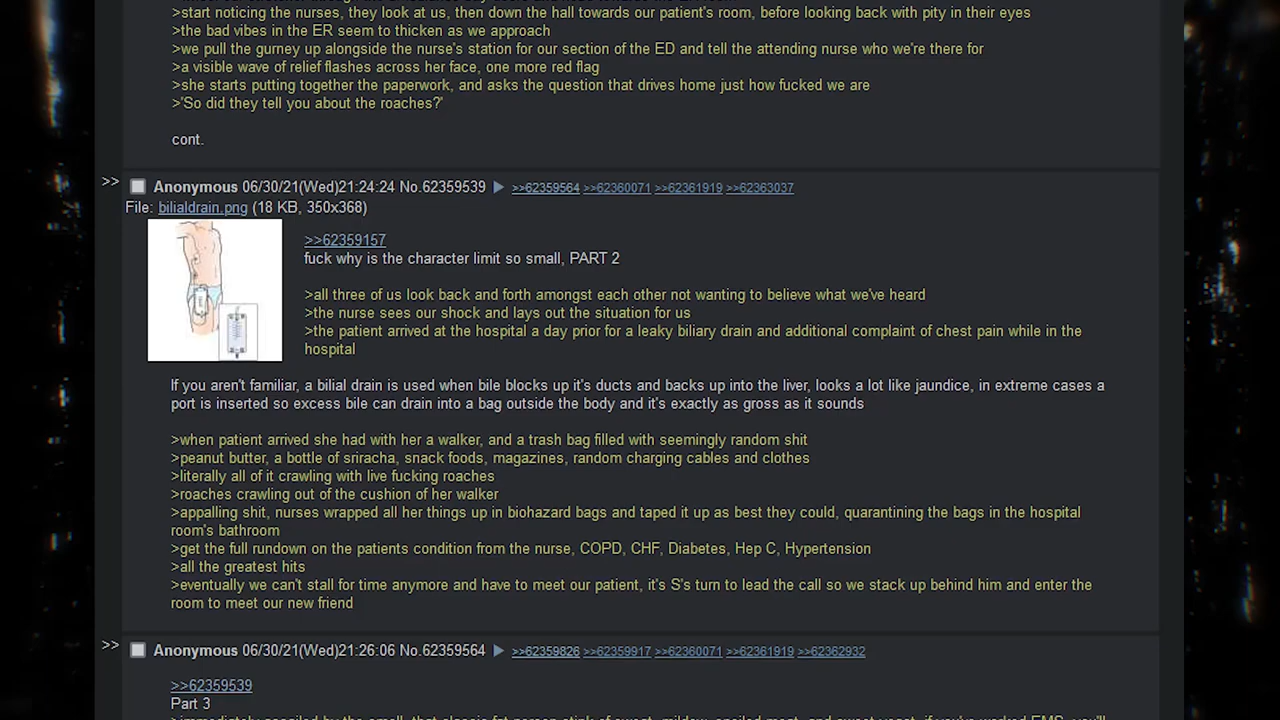 >start noticing the nurses, they look at us, then down the hall towards our patient's room, before looking back with pity in their eyes
>the bad vibes in the ER seem to thicken as we approach
>we pull the gurney up alongside the nurse's station for our section of the ED and tell the attending nurse who we're there for
>a visible wave of relief flashes across her face, one more red flag
>she starts putting together the paperwork, and asks the question that drives home just how fucked we are
>'So did they tell you about the roaches?'
cont.
>> Anonymous 06/30/21(Wed)21:24:24 No.62359539 ▶ >>62359564 >>62360071 >>62361919 >>62363037
File: bilialdrain.png (18 KB, 350x368)
>>62359157
fuck why is the character limit so small, PART 2
>all three of us look back and forth amongst each other not wanting to believe what we've heard
>the nurse sees our shock and lays out the situation for us
>the patient arrived at the hospital a day prior for a leaky biliary drain and additional complaint of chest pain while in the
hospital
If you aren't familiar, a bilial drain is used when bile blocks up it's ducts and backs up into the liver, looks a lot like jaundice, in extreme cases a
port is inserted so excess bile can drain into a bag outside the body and it's exactly as gross as it sounds
>when patient arrived she had with her a walker, and a trash bag filled with seemingly random shit
>peanut butter, a bottle of sriracha, snack foods, magazines, random charging cables and clothes
>literally all of it crawling with live fucking roaches
>roaches crawling out of the cushion of her walker
>appalling shit, nurses wrapped all her things up in biohazard bags and taped it up as best they could, quarantining the bags in the hospital
room's bathroom
>get the full rundown on the patients condition from the nurse, COPD, CHF, Diabetes, Hep C, Hypertension
>all the greatest hits
>eventually we can't stall for time anymore and have to meet our patient, it's S's turn to lead the call so we stack up behind him and enter the
room to meet our new friend
>> Anonymous 06/30/21(Wed)21:26:06 No.62359564 ▶ >>62359826 >>62359917 >>62360071 >>62361919 >>62362932
>>62359539
Part 3